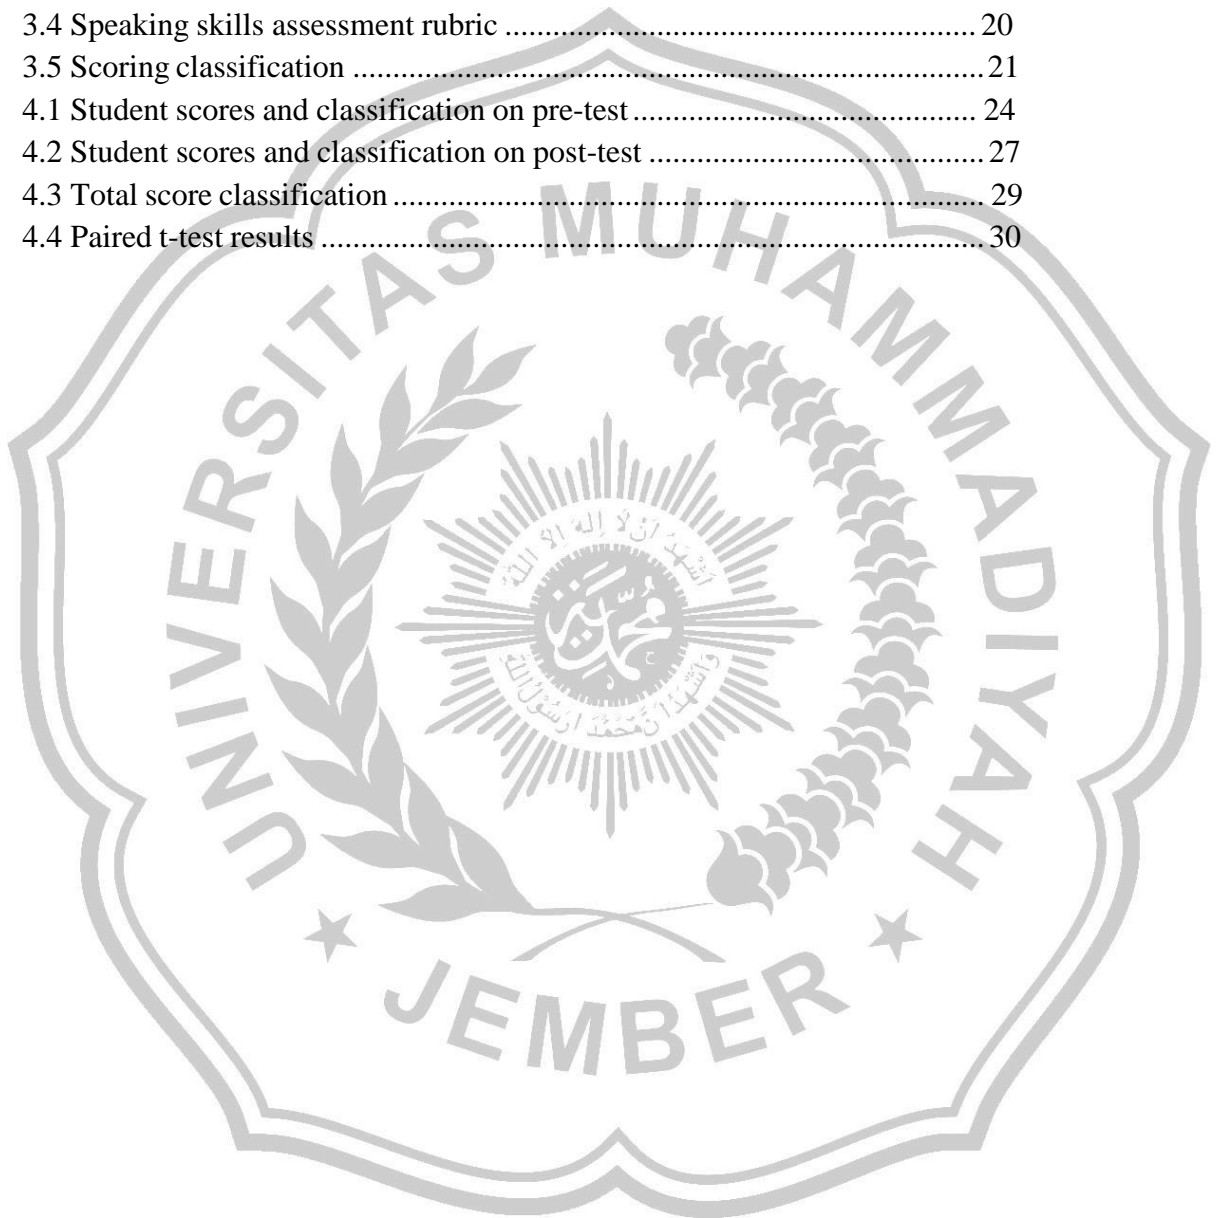 3.4 Speaking skills assessment rubric .................................................. 20
3.5 Scoring classification ................................................................... 21
4.1 Student scores and classification on pre-test .................................... 24
4.2 Student scores and classification on post-test ................................... 27
4.3 Total score classification ............................................................... 29
4.4 Paired t-test results ...................................................................... 30
UNIVERSITAS MUHAMMADIYAH
JEMBER